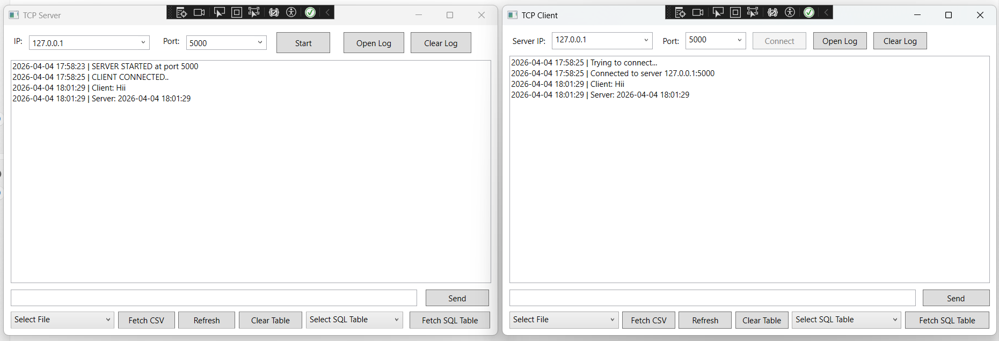 TCP Server
IP: 127.0.0.1 Port: 5000 Start Open Log Clear Log
2026-04-04 17:58:23 | SERVER STARTED at port 5000
2026-04-04 17:58:25 | CLIENT CONNECTED..
2026-04-04 18:01:29 | Client: Hii
2026-04-04 18:01:29 | Server: 2026-04-04 18:01:29
Send
Select File Fetch CSV Refresh Clear Table Select SQL Table Fetch SQL Table
TCP Client
Server IP: 127.0.0.1 Port: 5000 Connect Open Log Clear Log
2026-04-04 17:58:25 | Trying to connect...
2026-04-04 17:58:25 | Connected to server 127.0.0.1:5000
2026-04-04 18:01:29 | Client: Hii
2026-04-04 18:01:29 | Server: 2026-04-04 18:01:29
Send
Select File Fetch CSV Refresh Clear Table Select SQL Table Fetch SQL Table